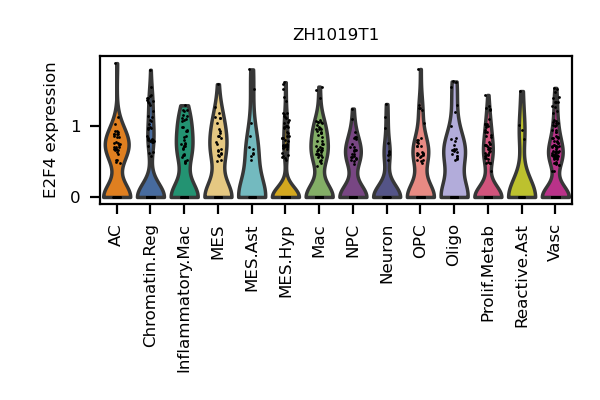 ZH1019T1
E2F4 expression
1
0
AC
Chromatin.Reg
Inflammatory.Mac
MES
MES.Ast
MES.Hyp
Mac
NPC
Neuron
OPC
Oligo
Prolif.Metab
Reactive.Ast
Vasc